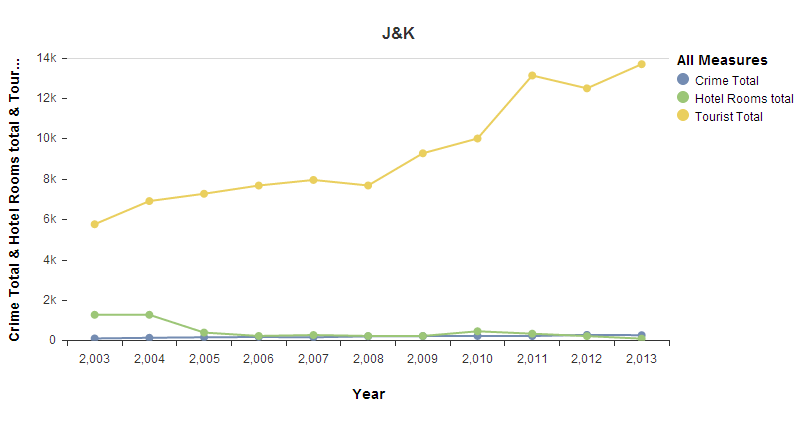 J&K
Crime Total & Hotel Rooms total & Tour...
14k
12k
10k
8k
6k
4k
2k
0
2,003 2,004 2,005 2,006 2,007 2,008 2,009 2,010 2,011 2,012 2,013
Year
All Measures
Crime Total
Hotel Rooms total
Tourist Total